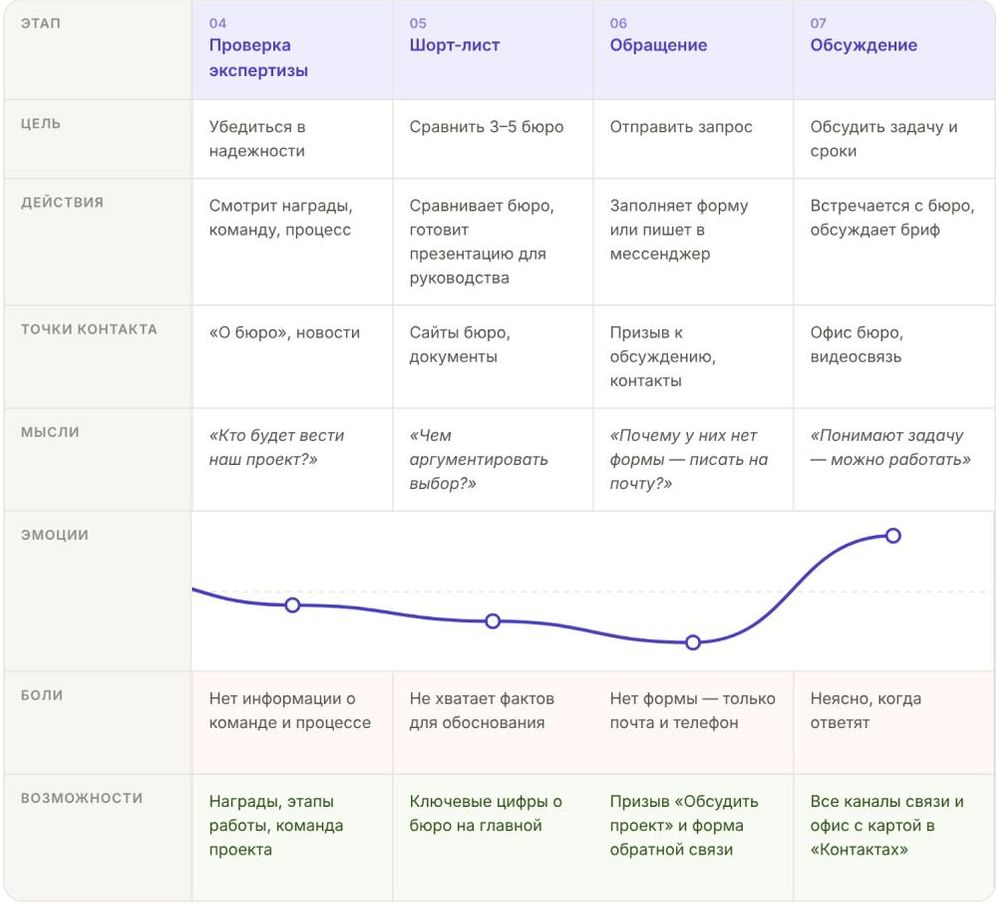 ЭТАП
04
Проверка
экспертизы
05
Шорт-лист
06
Обращение
07
Обсуждение
ЦЕЛЬ
Убедиться в
надежности
Сравнить 3–5 бюро
Отправить запрос
Обсудить задачу и
сроки
ДЕЙСТВИЯ
Смотрит награды,
команду, процесс
Сравнивает бюро,
готовит
презентацию для
руководства
Заполняет форму
или пишет в
мессенджер
Встречается с бюро,
обсуждает бриф
ТОЧКИ КОНТАКТА
«О бюро», новости
Сайты бюро,
документы
Призыв к
обсуждению,
контакты
Офис бюро,
видеосвязь
МЫСЛИ
«Кто будет вести
наш проект?»
«Чем
аргументировать
выбор?»
«Почему у них нет
формы — писать на
почту?»
«Понимают задачу
— можно работать»
ЭМОЦИИ
БОЛИ
Нет информации о
команде и процессе
Не хватает фактов
для обоснования
Нет формы — только
почта и телефон
Неясно, когда
ответят
ВОЗМОЖНОСТИ
Награды, этапы
работы, команда
проекта
Ключевые цифры о
бюро на главной
Призыв «Обсудить
проект» и форма
обратной связи
Все каналы связи и
офис с картой в
«Контактах»